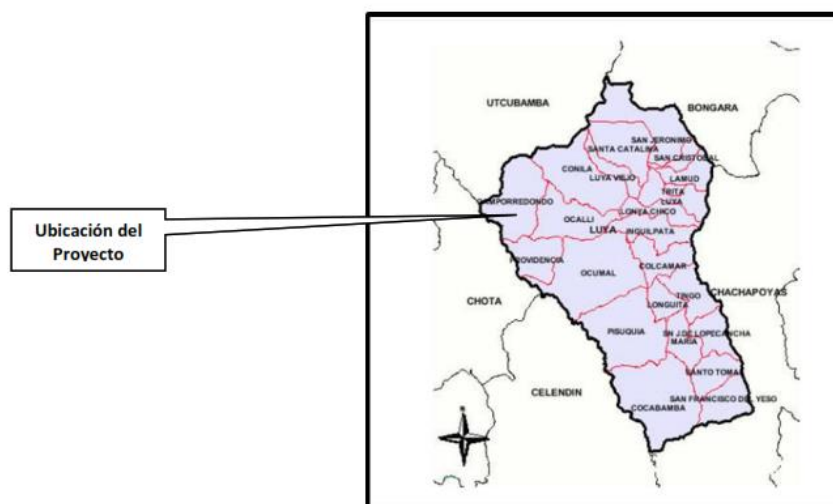 UTCUBAMBA
BONGARA
SAN JERONIMO
SANTA CATALINA
SAN CRISTOBAL
CONILA
LUYA VIEJO
LAMUD
TRITA
CAMPORREDONDO
LUXA
LONYA CHICO
OCALLI
LUYA
INGUILPATA
Ubicación del
Proyecto
PROVIDENCIA
COLCAMAR
OCUMAL
CHACHAPOYAS
TINGO
CHOTA
LONGUITA
PISUQUIA
SN J.DE LOPECANCHA
MARIA
SANTO TOMAS
CELENDIN
SAN FRANCISCO DEL YESO
COCABAMBA